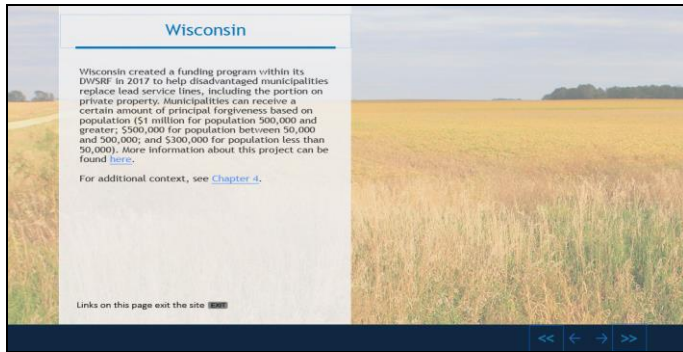 Wisconsin
Wisconsin created a funding program within its
DWSRF in 2017 to help disadvantaged municipalities
replace lead service lines, including the portion on
private property. Municipalities can receive a
certain amount of principal forgiveness based on
population ($1 million for population 500,000 and
greater; $500,000 for population between 50,000
and 500,000; and $300,000 for population less than
50,000). More information about this project can be
found here.
For additional context, see Chapter 4.
Links on this page exit the site EXIT
<< ← → >>